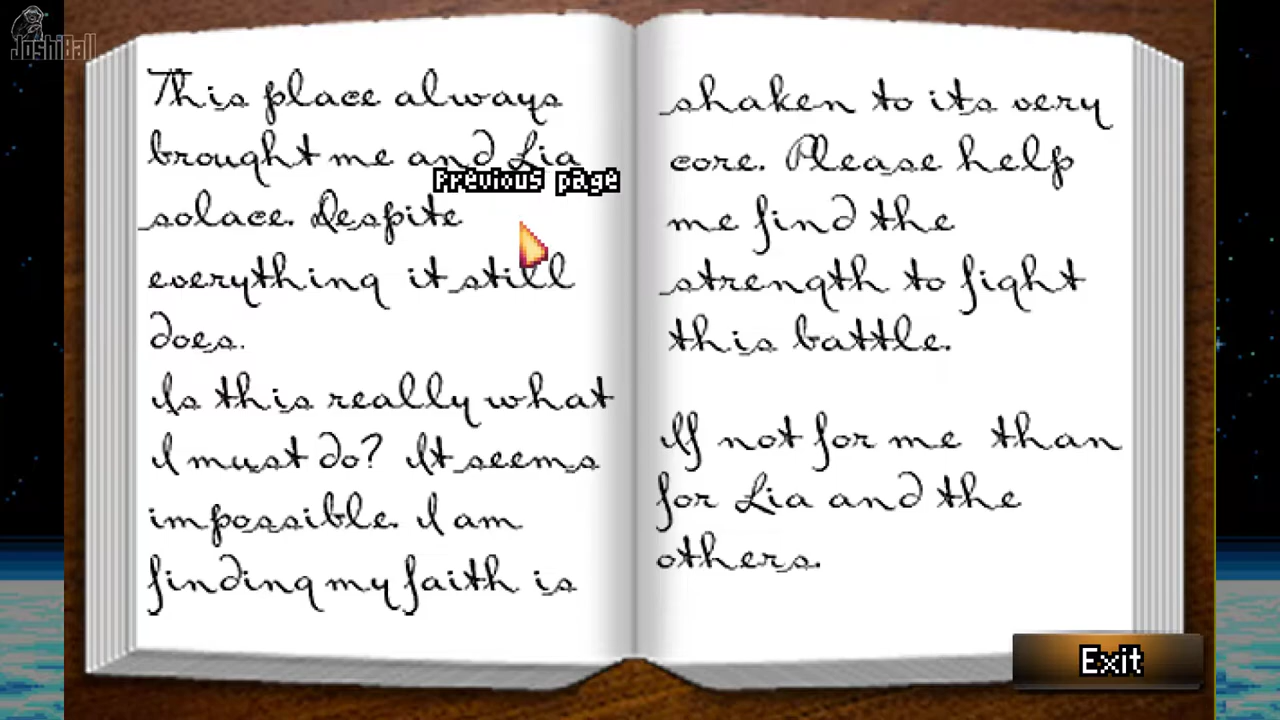 JoshiBall
This place always
brought me and Lia
Previous page
solace. Despite
everything it still
does.
Is this really what
I must do? It seems
impossible. I am
finding my faith is
shaken to its very
core. Please help
me find the
strength to fight
this battle.
If not for me than
for Lia and the
others.
Exit